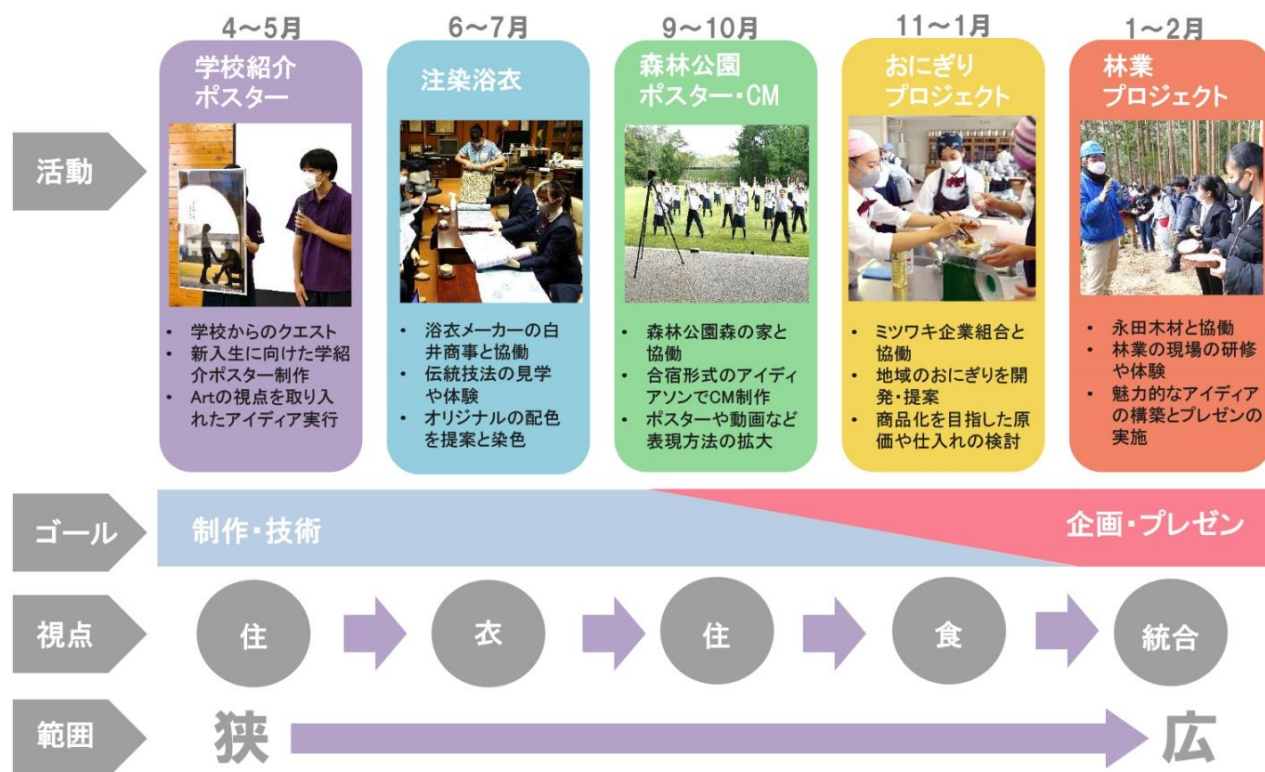 4～5月
6～7月
9～10月
11～1月
1～2月
活動
学校紹介
ポスター
• 学校からのクエスト
• 新入生に向けた学紹
介ポスター制作
• Artの視点を取り入
れたアイディア実行
注染浴衣
• 浴衣メーカーの白
井商事と協働
• 伝統技法の見学
や体験
• オリジナルの配色
を提案と染色
森林公園
ポスター・CM
• 森林公園森の家と
協働
• 合宿形式のアイディ
アソンでCM制作
• ポスターや動画など
表現方法の拡大
おにぎり
プロジェクト
• ミツワキ企業組合と
協働
• 地域のおにぎりを開
発・提案
• 商品化を目指した原
価や仕入れの検討
林業
プロジェクト
• 永田木材と協働
• 林業の現場の研修
や体験
• 魅力的なアイディア
の構築とプレゼンの
実施
ゴール
制作・技術
企画・プレゼン
視点
住
衣
住
食
統合
範囲
狭
広